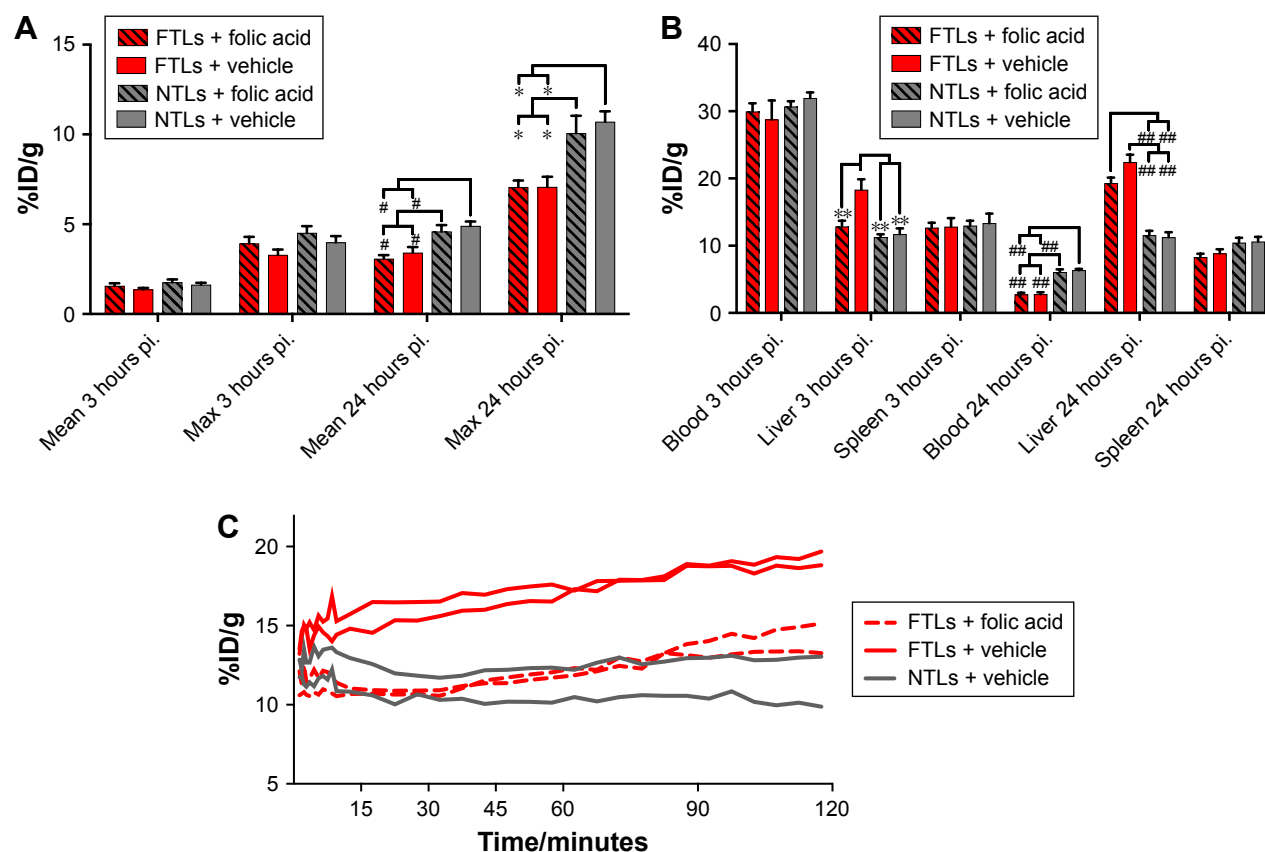 A
FTLs + folic acid
FTLs + vehicle
NTLs + folic acid
NTLs + vehicle
%ID/g
15
10
5
0
* *
* *
# #
# #
Mean 3 hours pi.
Max 3 hours pi.
Mean 24 hours pi.
Max 24 hours pi.
B
FTLs + folic acid
FTLs + vehicle
NTLs + folic acid
NTLs + vehicle
%ID/g
40
30
20
10
0
** ** **
## ##
## ##
## ##
## ##
Blood 3 hours pi.
Liver 3 hours pi.
Spleen 3 hours pi.
Blood 24 hours pi.
Liver 24 hours pi.
Spleen 24 hours pi.
C
%ID/g
20
15
10
5
15 30 45 60 90 120
Time/minutes
FTLs + folic acid
FTLs + vehicle
NTLs + vehicle